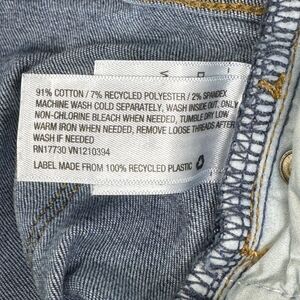 91% COTTON / 7% RECYCLED POLYESTER / 2% SPANDEX
MACHINE WASH COLD SEPARATELY, WASH INSIDE OUT, ONLY
NON-CHLORINE BLEACH WHEN NEEDED, TUMBLE DRY LOW
WARM IRON WHEN NEEDED, REMOVE LOOSE THREADS AFTER
WASH IF NEEDED
RN17730 VN1210394
LABEL MADE FROM 100% RECYCLED PLASTIC